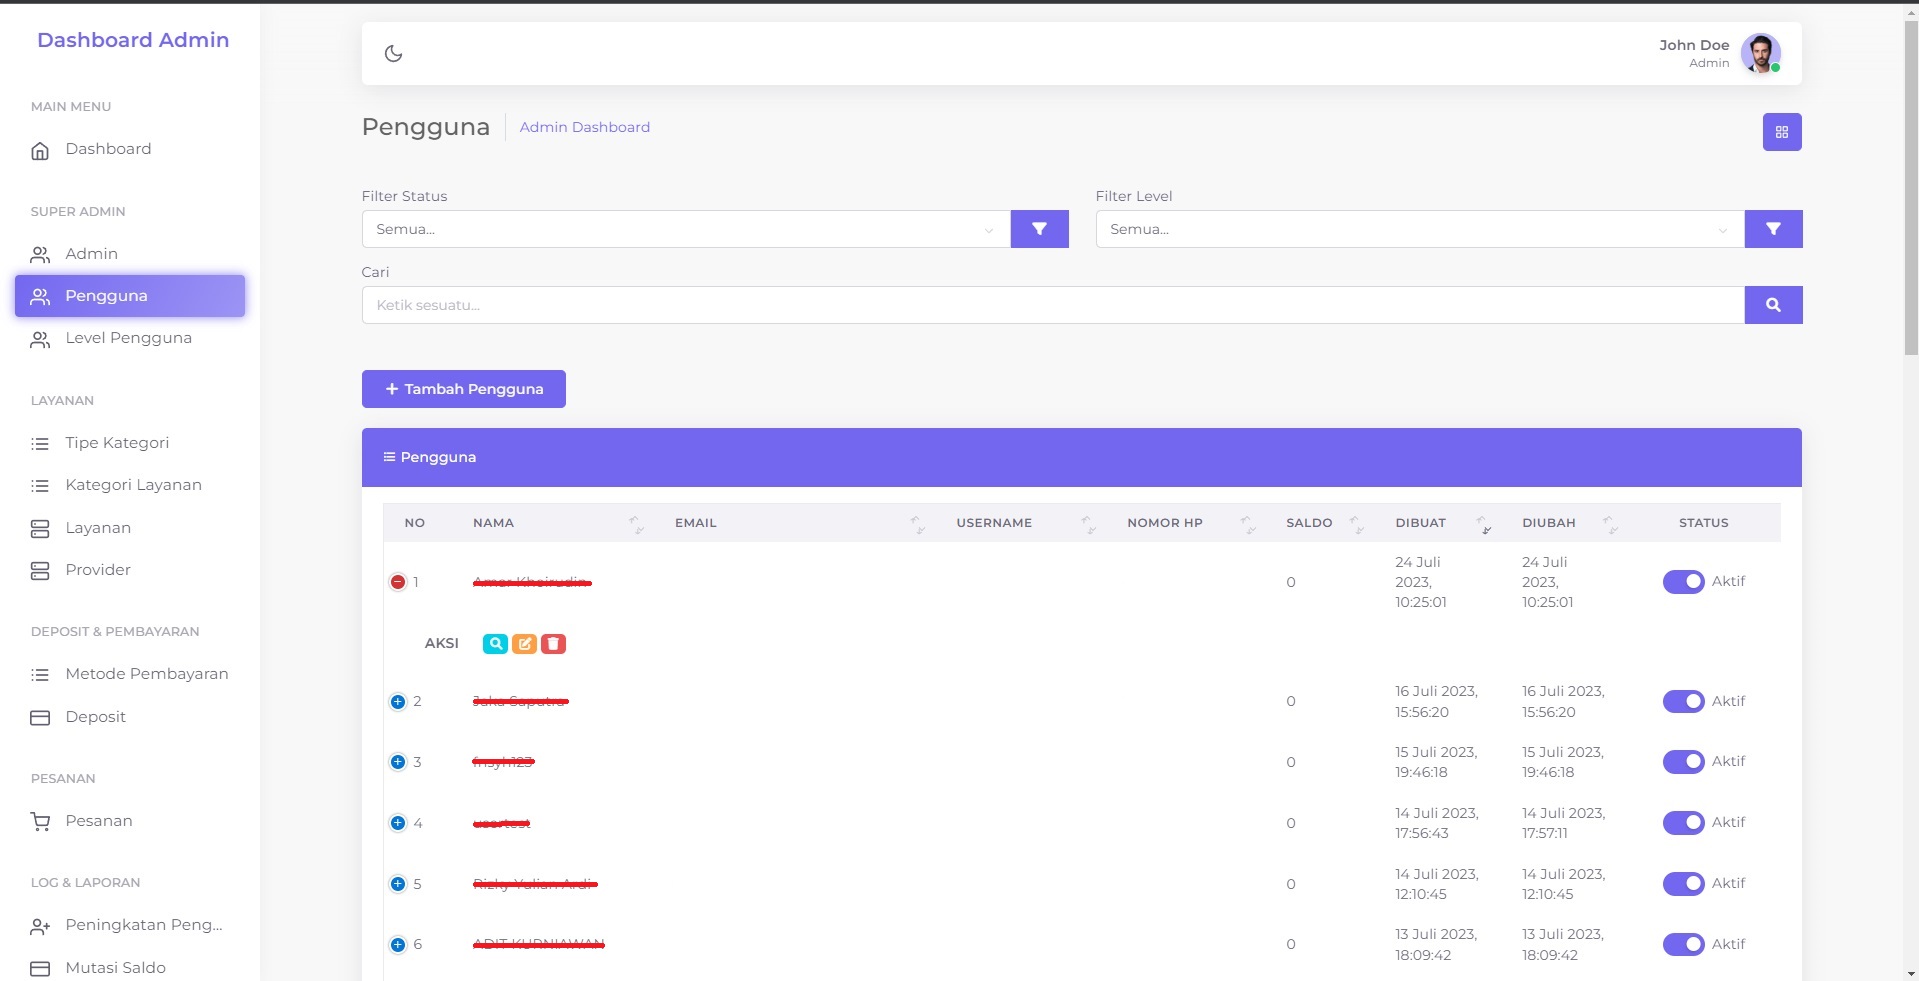 Dashboard Admin
MAIN MENU
Dashboard
SUPER ADMIN
Admin
Pengguna
Level Pengguna
LAYANAN
Tipe Kategori
Kategori Layanan
Layanan
Provider
DEPOSIT & PEMBAYARAN
Metode Pembayaran
Deposit
PESANAN
Pesanan
LOG & LAPORAN
Peningkatan Peng...
Mutasi Saldo
John Doe
Admin
Pengguna
Admin Dashboard
Filter Status
Semua...
Filter Level
Semua...
Cari
Ketik sesuatu...
+ Tambah Pengguna
Pengguna
NO NAMA EMAIL USERNAME NOMOR HP SALDO DIBUAT DIUBAH STATUS
1 0 24 Juli 2023, 10:25:01 24 Juli 2023, 10:25:01 Aktif
AKSI
2 0 16 Juli 2023, 15:56:20 16 Juli 2023, 15:56:20 Aktif
3 0 15 Juli 2023, 19:46:18 15 Juli 2023, 19:46:18 Aktif
4 0 14 Juli 2023, 17:56:43 14 Juli 2023, 17:57:11 Aktif
5 0 14 Juli 2023, 12:10:45 14 Juli 2023, 12:10:45 Aktif
6 0 13 Juli 2023, 18:09:42 13 Juli 2023, 18:09:42 Aktif